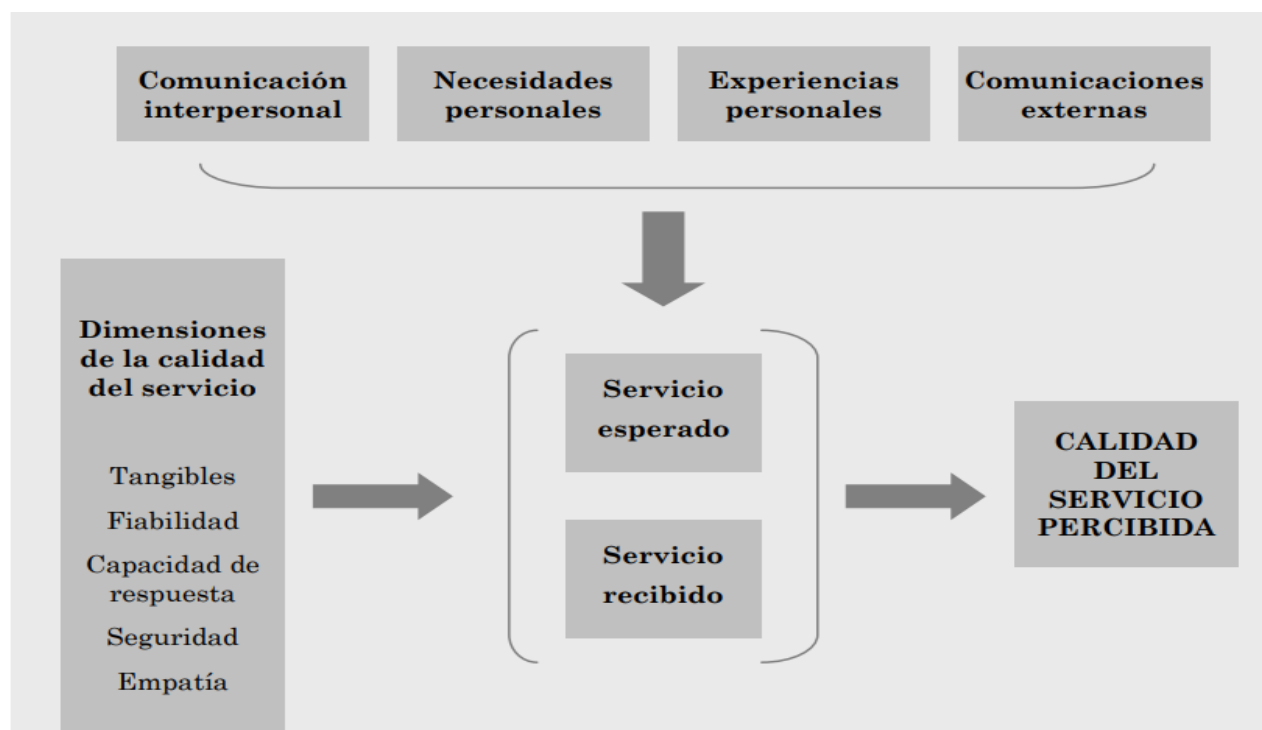 Comunicación
interpersonal
Necesidades
personales
Experiencias
personales
Comunicaciones
externas
Dimensiones
de la calidad
del servicio
Tangibles
Fiabilidad
Capacidad de
respuesta
Seguridad
Empatía
Servicio
esperado
Servicio
recibido
CALIDAD
DEL
SERVICIO
PERCIBIDA